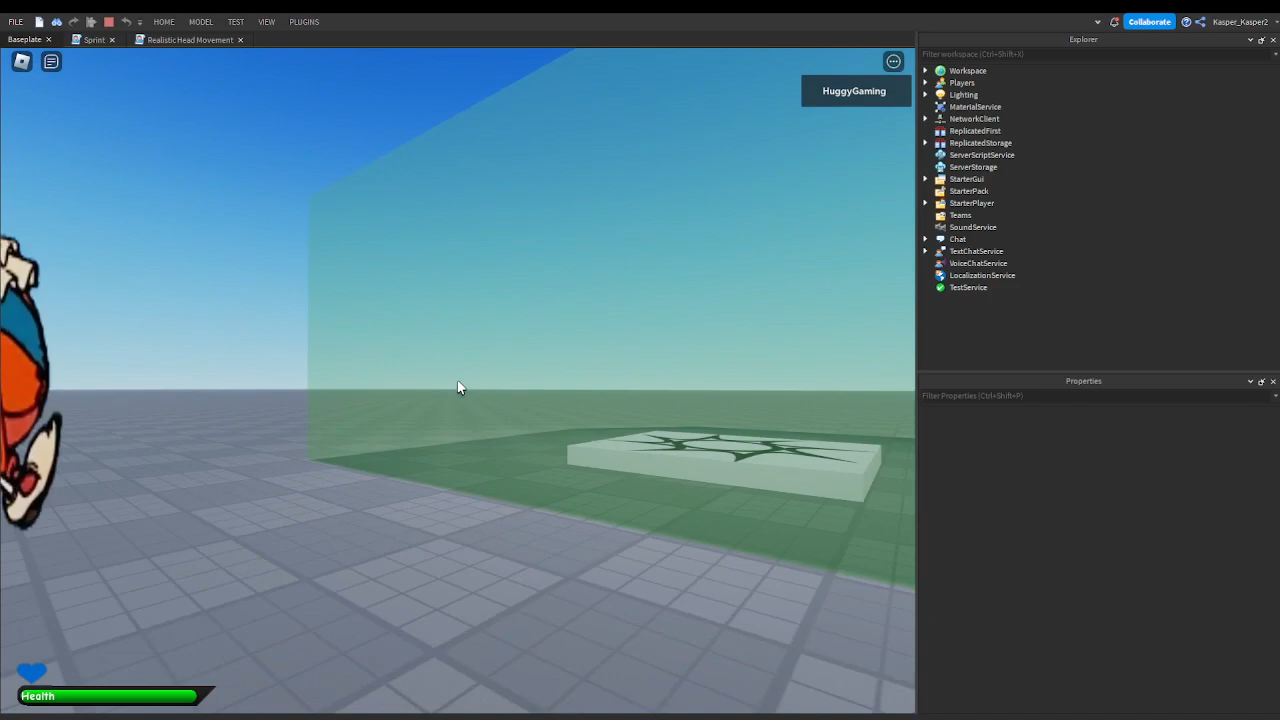 FILE HOME MODEL TEST VIEW PLUGINS Collaborate Kasper_Kasper2
Baseplate Sprint Realistic Head Movement
HuggyGaming
Health
Explorer
Filter workspace (Ctrl+Shift+X)
Workspace
Players
Lighting
MaterialService
NetworkClient
ReplicatedFirst
ReplicatedStorage
ServerScriptService
ServerStorage
StarterGui
StarterPack
StarterPlayer
Teams
SoundService
Chat
TextChatService
VoiceChatService
LocalizationService
TestService
Properties
Filter Properties (Ctrl+Shift+P)